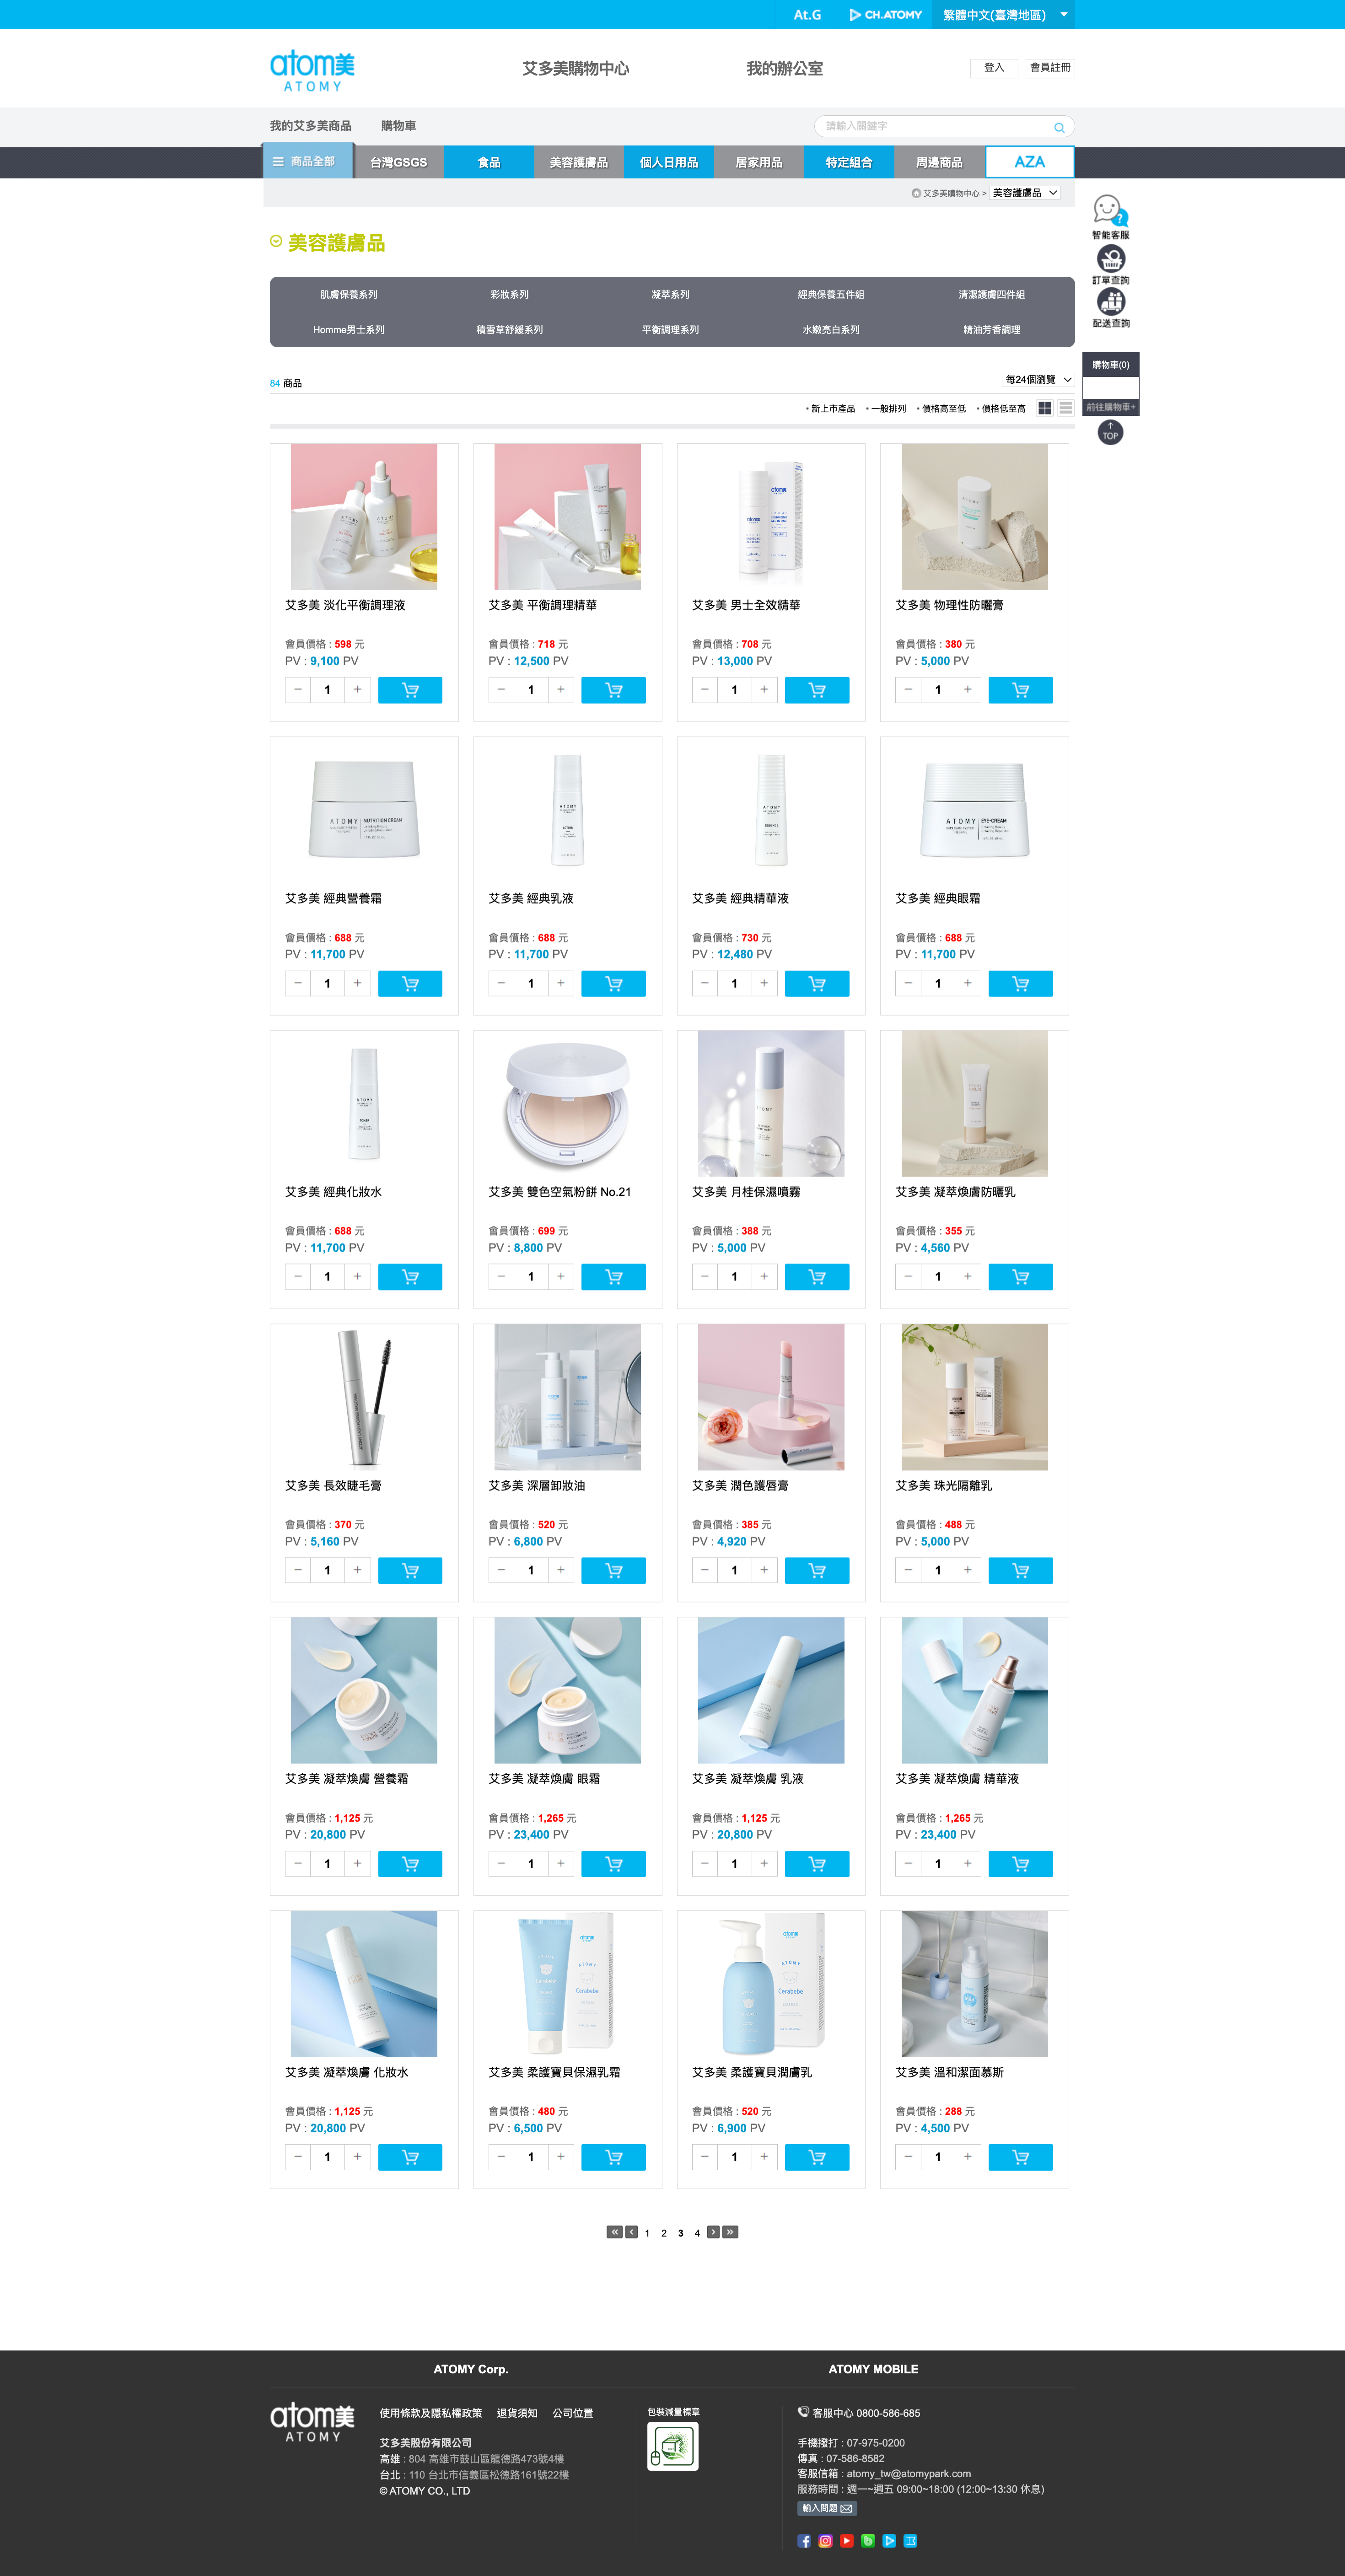 At.G CH.ATOMY 繁體中文(臺灣地區)
atom美
ATOMY
艾多美購物中心 我的辦公室 登入 會員註冊
我的艾多美商品 購物車 請輸入關鍵字
商品全部 台灣GSGS 食品 美容護膚品 個人日用品 居家用品 特定組合 周邊商品 AZA
艾多美購物中心 > 美容護膚品
智能客服
訂單查詢
配送查詢
美容護膚品
肌膚保養系列 彩妝系列 凝萃系列 經典保養五件組 清潔護膚四件組
Homme男士系列 積雪草舒緩系列 平衡調理系列 水嫩亮白系列 精油芳香調理
購物車(0)
前往購物車+
TOP
84 商品 每24個瀏覽
新上市產品 一般排列 價格高至低 價格低至高
艾多美 淡化平衡調理液 艾多美 平衡調理精華 艾多美 男士全效精華 艾多美 物理性防曬膏
會員價格 : 598 元 會員價格 : 718 元 會員價格 : 708 元 會員價格 : 380 元
PV : 9,100 PV PV : 12,500 PV PV : 13,000 PV PV : 5,000 PV
1 1 1 1
ATOMY NUTRITION CREAM ATOMY LOTION ATOMY ESSENCE ATOMY EYE-CREAM
艾多美 經典營養霜 艾多美 經典乳液 艾多美 經典精華液 艾多美 經典眼霜
會員價格 : 688 元 會員價格 : 688 元 會員價格 : 730 元 會員價格 : 688 元
PV : 11,700 PV PV : 11,700 PV PV : 12,480 PV PV : 11,700 PV
1 1 1 1
ATOMY TONER ATOMY
艾多美 經典化妝水 艾多美 雙色空氣粉餅 No.21 艾多美 月桂保濕噴霧 艾多美 凝萃煥膚防曬乳
會員價格 : 688 元 會員價格 : 699 元 會員價格 : 388 元 會員價格 : 355 元
PV : 11,700 PV PV : 8,800 PV PV : 5,000 PV PV : 4,560 PV
1 1 1 1
艾多美 長效睫毛膏 艾多美 深層卸妝油 艾多美 潤色護唇膏 艾多美 珠光隔離乳
會員價格 : 370 元 會員價格 : 520 元 會員價格 : 385 元 會員價格 : 488 元
PV : 5,160 PV PV : 6,800 PV PV : 4,920 PV PV : 5,000 PV
1 1 1 1
艾多美 凝萃煥膚 營養霜 艾多美 凝萃煥膚 眼霜 艾多美 凝萃煥膚 乳液 艾多美 凝萃煥膚 精華液
會員價格 : 1,125 元 會員價格 : 1,265 元 會員價格 : 1,125 元 會員價格 : 1,265 元
PV : 20,800 PV PV : 23,400 PV PV : 20,800 PV PV : 23,400 PV
1 1 1 1
atom美 ATOMY Cerabebe atom美 ATOMY Cerabebe
艾多美 凝萃煥膚 化妝水 艾多美 柔護寶貝保濕乳霜 艾多美 柔護寶貝潤膚乳 艾多美 溫和潔面慕斯
會員價格 : 1,125 元 會員價格 : 480 元 會員價格 : 520 元 會員價格 : 288 元
PV : 20,800 PV PV : 6,500 PV PV : 6,900 PV PV : 4,500 PV
1 1 1 1
1 2 3 4
ATOMY Corp. ATOMY MOBILE
atom美
ATOMY
使用條款及隱私權政策 退貨須知 公司位置
艾多美股份有限公司
高雄 : 804 高雄市鼓山區龍德路473號4樓
台北 : 110 台北市信義區松德路161號22樓
© ATOMY CO., LTD
包裝減量標章
客服中心 0800-586-685
手機撥打 : 07-975-0200
傳真 : 07-586-8582
客服信箱 : atomy_tw@atomypark.com
服務時間 : 週一~週五 09:00~18:00 (12:00~13:30 休息)
輸入問題